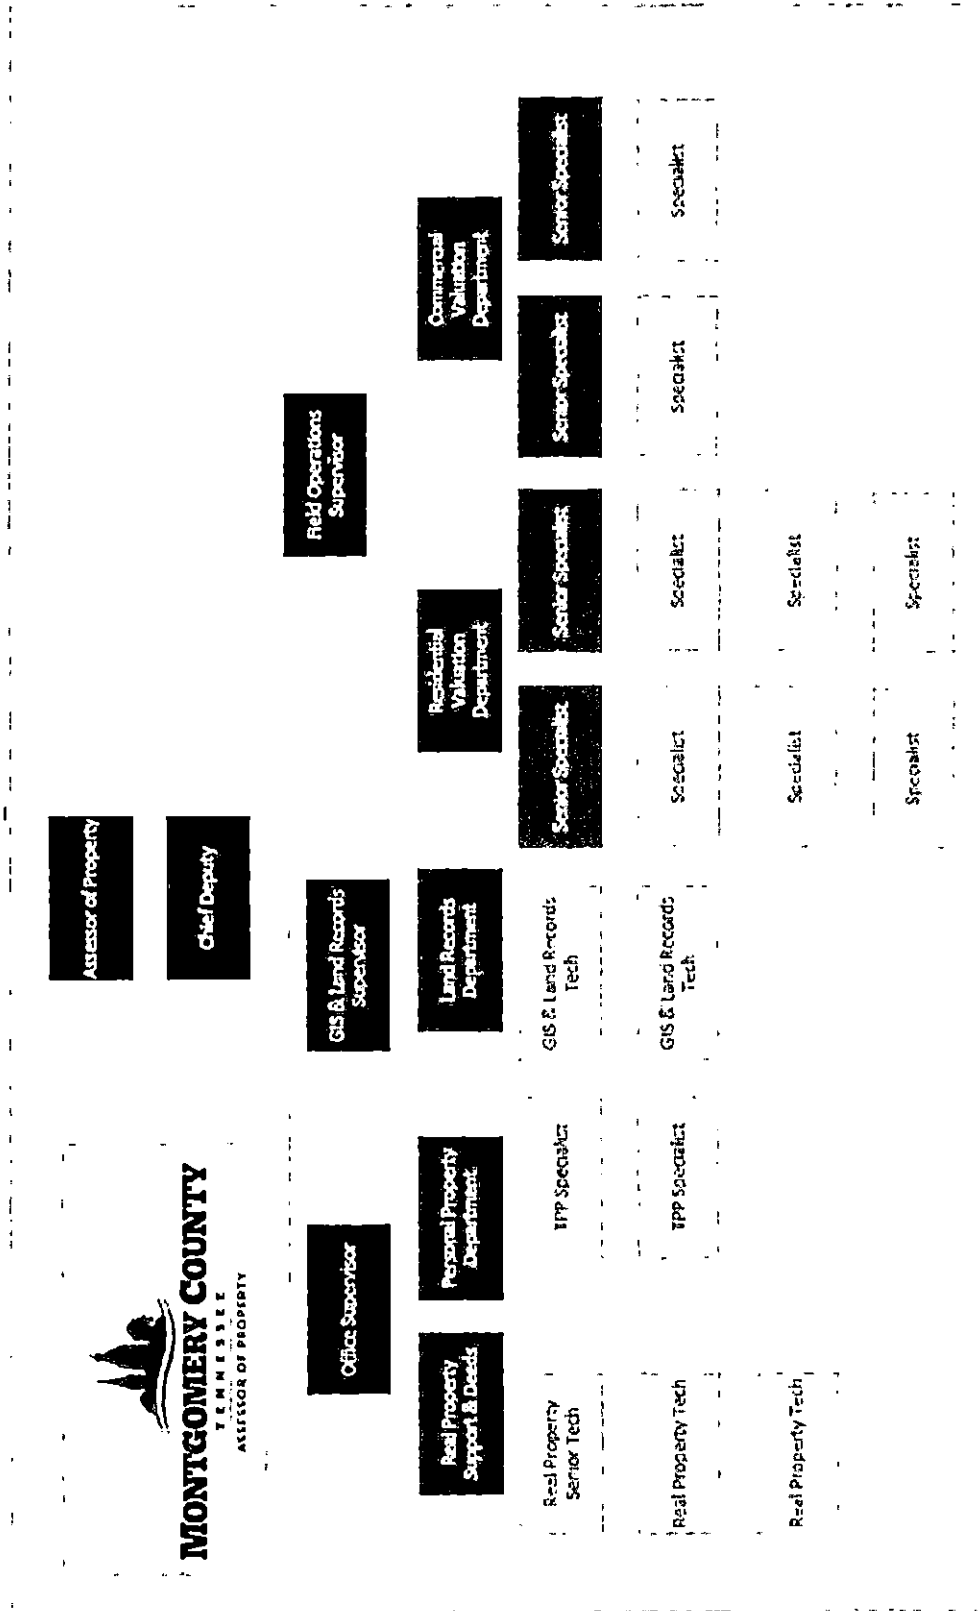 MONTGOMERY COUNTY
TENNESSEE
ASSESSOR OF PROPERTY
Assessor of Property
Chief Deputy
Office Supervisor
GIS & Land Records
Supervisor
Field Operations
Supervisor
Real Property
Support & Deeds
Personal Property
Department
Land Records
Department
Residential
Valuation
Department
Commercial
Valuation
Department
Real Property
Senior Tech
TPP Specialist
GIS & Land Records
Tech
Senior Specialist
Senior Specialist
Senior Specialist
Senior Specialist
Real Property Tech
TPP Specialist
GIS & Land Records
Tech
Specialist
Specialist
Specialist
Specialist
Real Property Tech
Specialist
Specialist
Specialist
Specialist